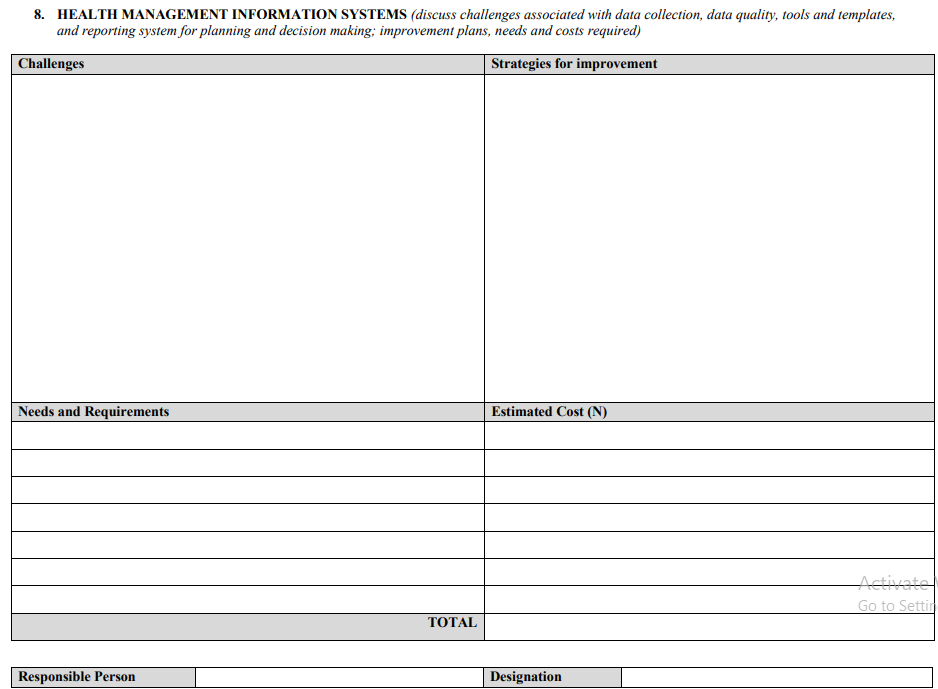 8. HEALTH MANAGEMENT INFORMATION SYSTEMS (discuss challenges associated with data collection, data quality, tools and templates,
and reporting system for planning and decision making; improvement plans, needs and costs required)
Challenges Strategies for improvement
Needs and Requirements Estimated Cost (N)
Activate
Go to Settin
TOTAL
Responsible Person Designation